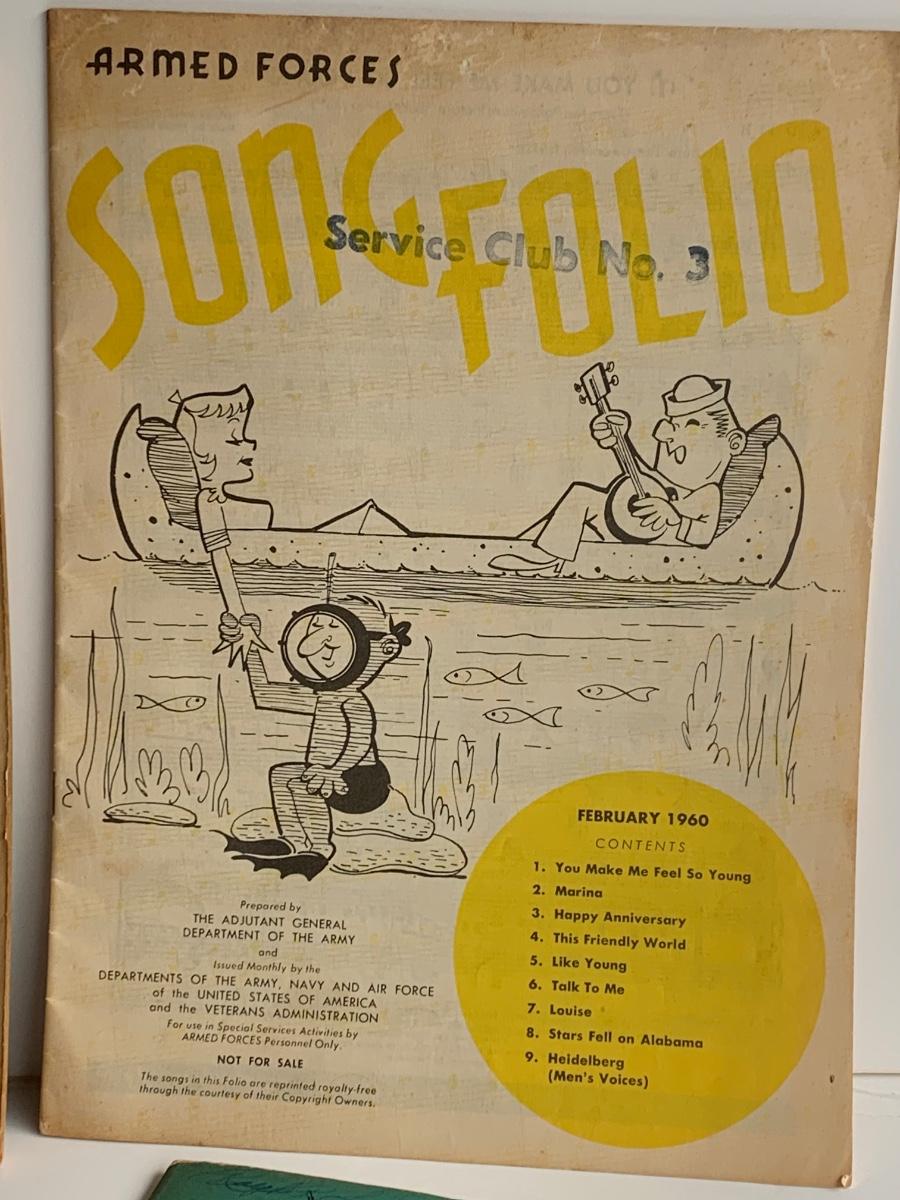 ARMED FORCES
SONG FOLIO
Service Club No. 3
FEBRUARY 1960
CONTENTS
1. You Make Me Feel So Young
2. Marina
3. Happy Anniversary
4. This Friendly World
5. Like Young
6. Talk To Me
7. Louise
8. Stars Fell on Alabama
9. Heidelberg
(Men's Voices)
Prepared by
THE ADJUTANT GENERAL
DEPARTMENT OF THE ARMY
and
Issued Monthly by the
DEPARTMENTS OF THE ARMY, NAVY AND AIR FORCE
of the UNITED STATES OF AMERICA
and the VETERANS ADMINISTRATION
For use in Special Services Activities by
ARMED FORCES Personnel Only.
NOT FOR SALE
The songs in this Folio are reprinted royalty-free
through the courtesy of their Copyright Owners.